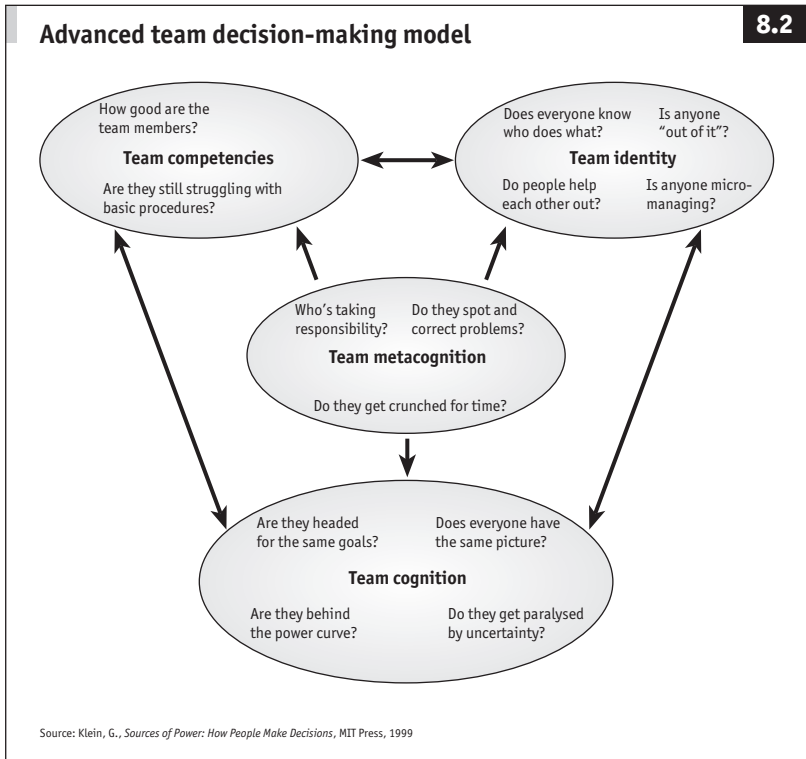 8.2
Advanced team decision-making model
How good are the
team members?
Team competencies
Are they still struggling with
basic procedures?
Does everyone know
who does what?
Is anyone
“out of it”?
Team identity
Do people help
each other out?
Is anyone micro-
managing?
Who's taking
responsibility?
Do they spot and
correct problems?
Team metacognition
Do they get crunched for time?
Are they headed
for the same goals?
Does everyone have
the same picture?
Team cognition
Are they behind
the power curve?
Do they get paralysed
by uncertainty?
Source: Klein, G., Sources of Power: How People Make Decisions, MIT Press, 1999